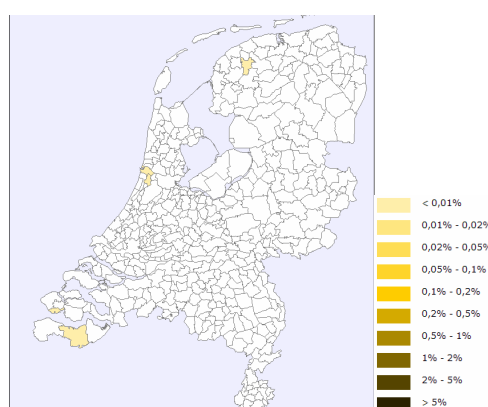 < 0,01%
0,01% - 0,02%
0,02% - 0,05%
0,05% - 0,1%
0,1% - 0,2%
0,2% - 0,5%
0,5% - 1%
1% - 2%
2% - 5%
> 5%